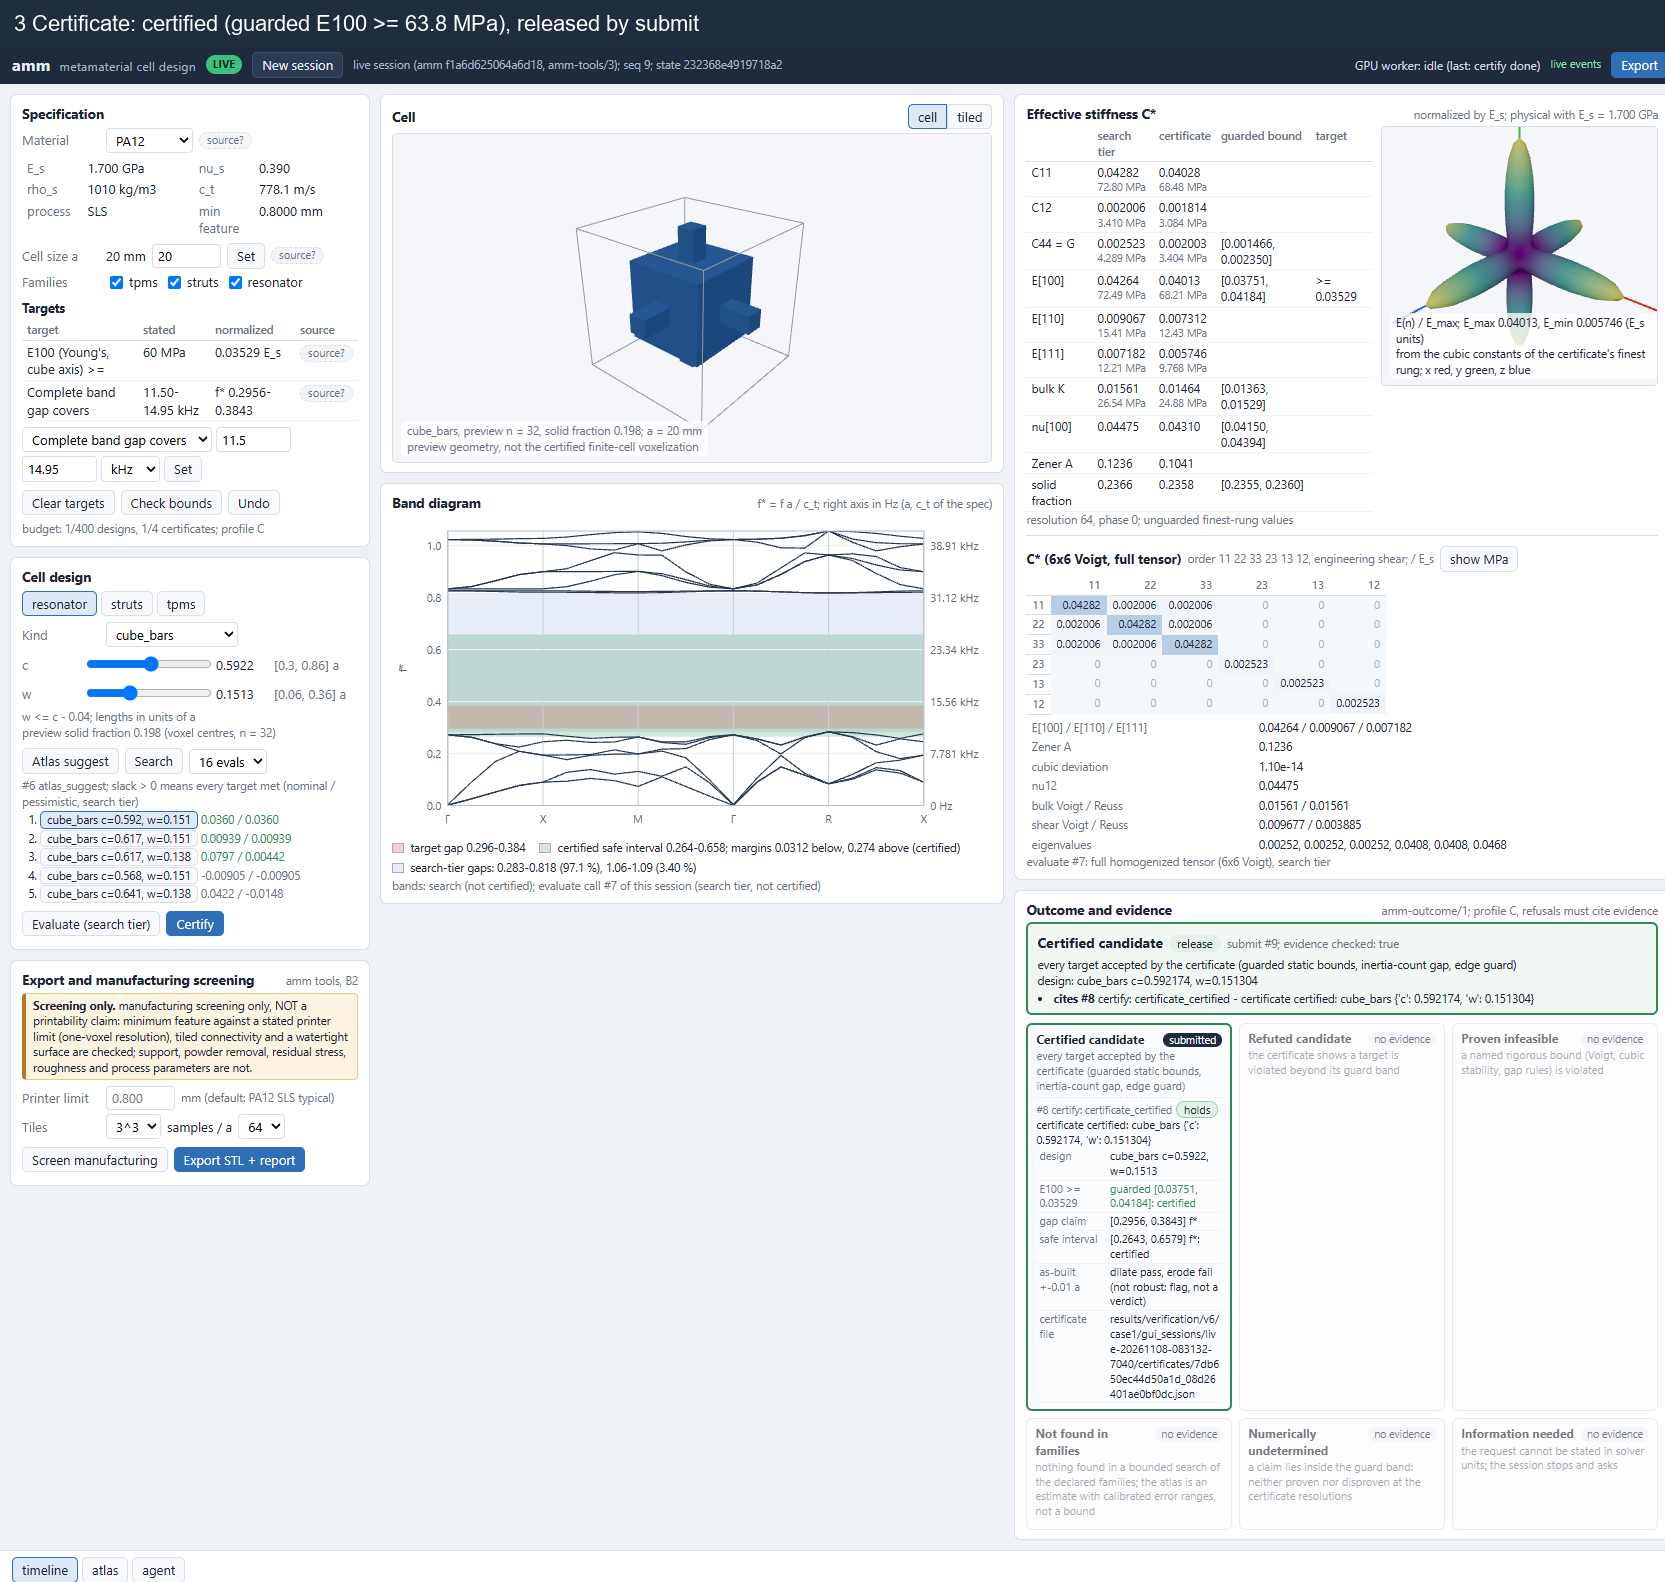 3 Certificate: certified (guarded E100 >= 63.8 MPa), released by submit
amm metamaterial cell design LIVE New session live session (amm f1a6d625064a6d18, amm-tools/3); seq 9; state 232368e4919718a2 GPU worker: idle (last: certify done) live events Export
Specification
Material PA12 source?
E_s 1.700 GPa nu_s 0.390
rho_s 1010 kg/m3 c_t 778.1 m/s
process SLS min feature 0.8000 mm
Cell size a 20 mm 20 Set source?
Families tpms struts resonator
Targets
target stated normalized source
E100 (Young's, cube axis) >= 60 MPa 0.03529 E_s source?
Complete band gap covers 11.50-14.95 kHz f* 0.2956-0.3843 source?
Complete band gap covers 11.5
14.95 kHz Set
Clear targets Check bounds Undo
budget: 1/400 designs, 1/4 certificates; profile C
Cell design
resonator struts tpms
Kind cube_bars
c 0.5922 [0.3, 0.86] a
w 0.1513 [0.06, 0.36] a
w <= c - 0.04; lengths in units of a
preview solid fraction 0.198 (voxel centres, n = 32)
Atlas suggest Search 16 evals
#6 atlas_suggest; slack > 0 means every target met (nominal /
pessimistic, search tier)
1. cube_bars c=0.592, w=0.151 0.0360 / 0.0360
2. cube_bars c=0.617, w=0.151 0.00939 / 0.00939
3. cube_bars c=0.617, w=0.138 0.0797 / 0.00442
4. cube_bars c=0.568, w=0.151 -0.00905 / -0.00905
5. cube_bars c=0.641, w=0.138 0.0422 / -0.0148
Evaluate (search tier) Certify
Export and manufacturing screening amm tools, B2
Screening only. manufacturing screening only, NOT a
printability claim: minimum feature against a stated printer
limit (one-voxel resolution), tiled connectivity and a watertight
surface are checked; support, powder removal, residual stress,
roughness and process parameters are not.
Printer limit 0.800 mm (default: PA12 SLS typical)
Tiles 3^3 samples / a 64
Screen manufacturing Export STL + report
Cell cell tiled
cube_bars, preview n = 32, solid fraction 0.198; a = 20 mm
preview geometry, not the certified finite-cell voxelization
Band diagram f* = f a / c_t; right axis in Hz (a, c_t of the spec)
1.0 38.91 kHz
0.8 31.12 kHz
0.6 23.34 kHz
f*
0.4 15.56 kHz
0.2 7.781 kHz
0.0 0 Hz
Γ X M Γ R X
target gap 0.296-0.384 certified safe interval 0.264-0.658; margins 0.0312 below, 0.274 above (certified)
search-tier gaps: 0.283-0.818 (97.1 %), 1.06-1.09 (3.40 %)
bands: search (not certified); evaluate call #7 of this session (search tier, not certified)
Effective stiffness C* normalized by E_s; physical with E_s = 1.700 GPa
search tier certificate guarded bound target
C11 0.04282 0.04028
72.80 MPa 68.48 MPa
C12 0.002006 0.001814
3.410 MPa 3.084 MPa
C44 = G 0.002523 0.002003 [0.001466, 0.002350]
4.289 MPa 3.404 MPa
E[100] 0.04264 0.04013 [0.03751, 0.04184] >= 0.03529
72.49 MPa 68.21 MPa
E[110] 0.009067 0.007312
15.41 MPa 12.43 MPa
E[111] 0.007182 0.005746
12.21 MPa 9.768 MPa
bulk K 0.01561 0.01464 [0.01363, 0.01529]
26.54 MPa 24.88 MPa
nu[100] 0.04475 0.04310 [0.04150, 0.04394]
Zener A 0.1236 0.1041
solid fraction 0.2366 0.2358 [0.2355, 0.2360]
resolution 64, phase 0; unguarded finest-rung values
E(n) / E_max; E_max 0.04013, E_min 0.005746 (E_s
units)
from the cubic constants of the certificate's finest
rung; x red, y green, z blue
C* (6x6 Voigt, full tensor) order 11 22 33 23 13 12, engineering shear; / E_s show MPa
11 22 33 23 13 12
11 0.04282 0.002006 0.002006 0 0 0
22 0.002006 0.04282 0.002006 0 0 0
33 0.002006 0.002006 0.04282 0 0 0
23 0 0 0 0.002523 0 0
13 0 0 0 0 0.002523 0
12 0 0 0 0 0 0.002523
E[100] / E[110] / E[111] 0.04264 / 0.009067 / 0.007182
Zener A 0.1236
cubic deviation 1.10e-14
nu12 0.04475
bulk Voigt / Reuss 0.01561 / 0.01561
shear Voigt / Reuss 0.009677 / 0.003885
eigenvalues 0.00252, 0.00252, 0.00252, 0.0408, 0.0408, 0.0468
evaluate #7: full homogenized tensor (6x6 Voigt), search tier
Outcome and evidence amm-outcome/1; profile C, refusals must cite evidence
Certified candidate release submit #9; evidence checked: true
every target accepted by the certificate (guarded static bounds, inertia-count gap, edge guard)
design: cube_bars c=0.592174, w=0.151304
• cites #8 certify: certificate_certified - certificate certified: cube_bars {'c': 0.592174, 'w': 0.151304}
Certified candidate submitted
every target accepted by the
certificate (guarded static bounds,
inertia-count gap, edge guard)
#8 certify: certificate_certified holds
certificate certified: cube_bars {'c':
0.592174, 'w': 0.151304}
design cube_bars c=0.5922, w=0.1513
E100 >= 0.03529 guarded [0.03751, 0.04184]: certified
gap claim [0.2956, 0.3843] f*
safe interval [0.2643, 0.6579] f*: certified
as-built +-0.01 a dilate pass, erode fail (not robust: flag, not a verdict)
certificate file results/verification/v6/
case1/gui_sessions/liv
e-20261108-083132-
7040/certificates/7db6
50ec44d50a1d_08d26
401ae0bf0dc.json
Refuted candidate no evidence
the certificate shows a target is
violated beyond its guard band
Proven infeasible no evidence
a named rigorous bound (Voigt, cubic
stability, gap rules) is violated
Not found in families no evidence
nothing found in a bounded search of
the declared families; the atlas is an
estimate with calibrated error ranges,
not a bound
Numerically undetermined no evidence
a claim lies inside the guard band:
neither proven nor disproven at the
certificate resolutions
Information needed no evidence
the request cannot be stated in solver
units; the session stops and asks
timeline atlas agent